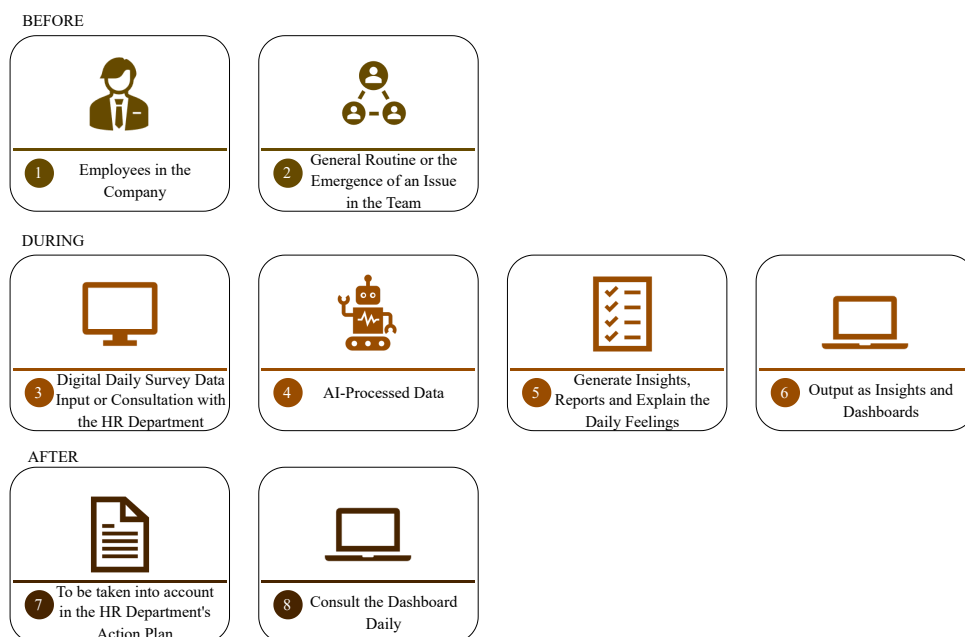 BEFORE
1
Employees in the
Company
2
General Routine or the
Emergence of an Issue
in the Team
DURING
3
Digital Daily Survey Data
Input or Consultation with
the HR Department
4
AI-Processed Data
5
Generate Insights,
Reports and Explain the
Daily Feelings
6
Output as Insights and
Dashboards
AFTER
7
To be taken into account
in the HR Department's
Action Plan
8
Consult the Dashboard
Daily